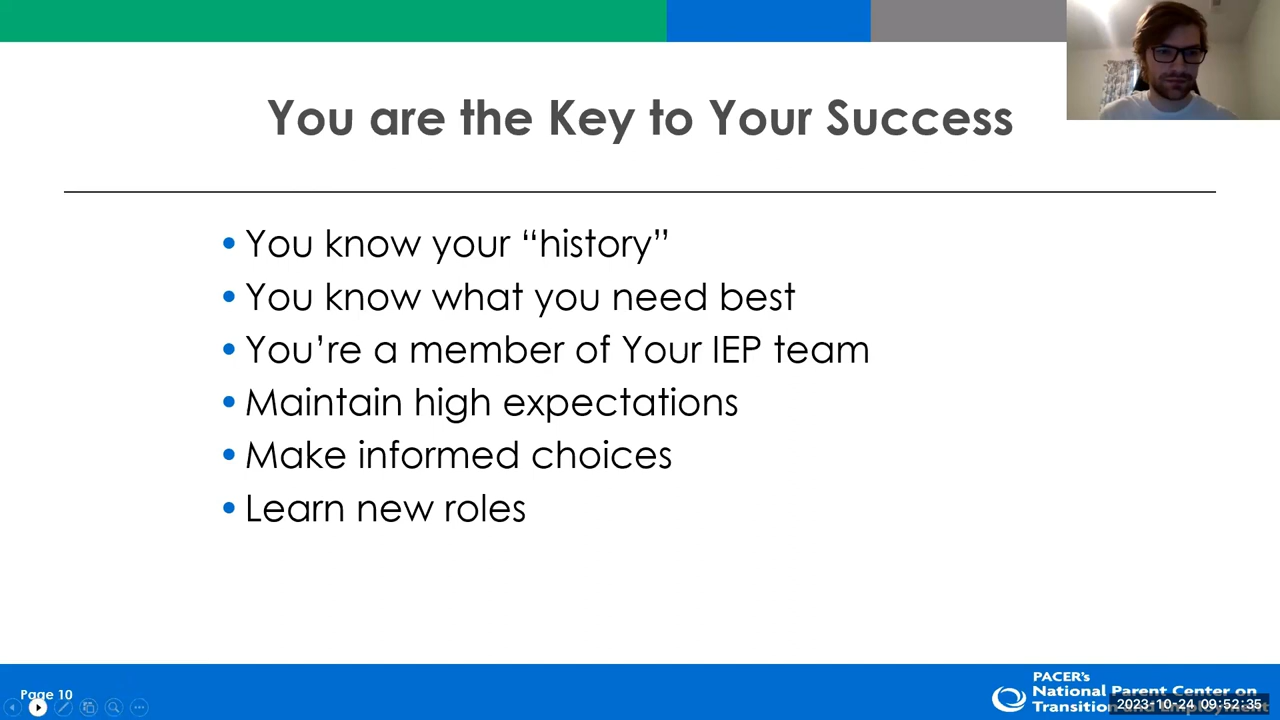 You are the Key to Your Success
• You know your “history”
• You know what you need best
• You’re a member of Your IEP team
• Maintain high expectations
• Make informed choices
• Learn new roles
Page 10
PACER’s
National Parent Center on
Transition and Employment
2023-10-24 09:52:35